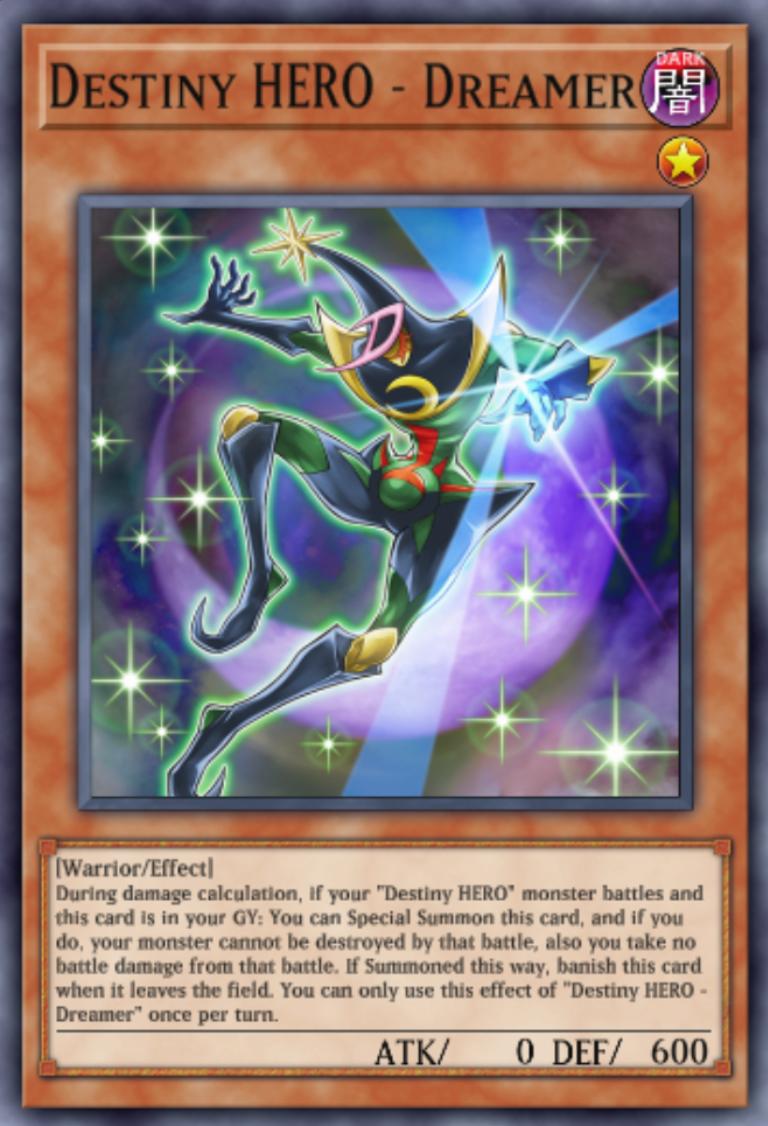 DESTINY HERO - DREAMER
DARK
闇
[Warrior/Effect]
During damage calculation, if your "Destiny HERO" monster battles and
this card is in your GY: You can Special Summon this card, and if you
do, your monster cannot be destroyed by that battle, also you take no
battle damage from that battle. If Summoned this way, banish this card
when it leaves the field. You can only use this effect of "Destiny HERO -
Dreamer" once per turn.
ATK/ 0 DEF/ 600